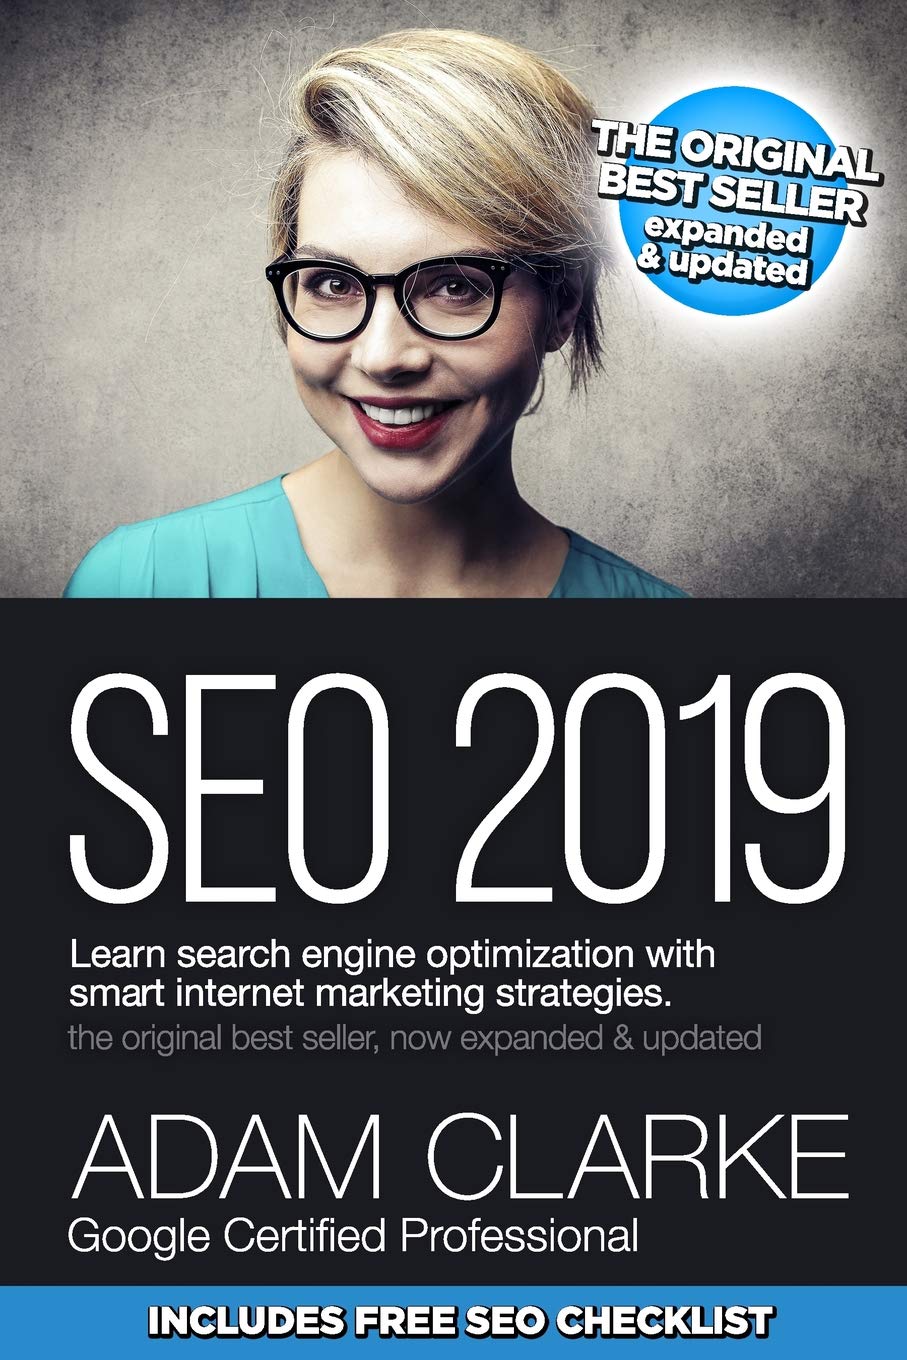 THE ORIGINAL
BEST SELLER
expanded
& updated
SEO 2019
Learn search engine optimization with
smart internet marketing strategies.
the original best seller, now expanded & updated
ADAM CLARKE
Google Certified Professional
INCLUDES FREE SEO CHECKLIST